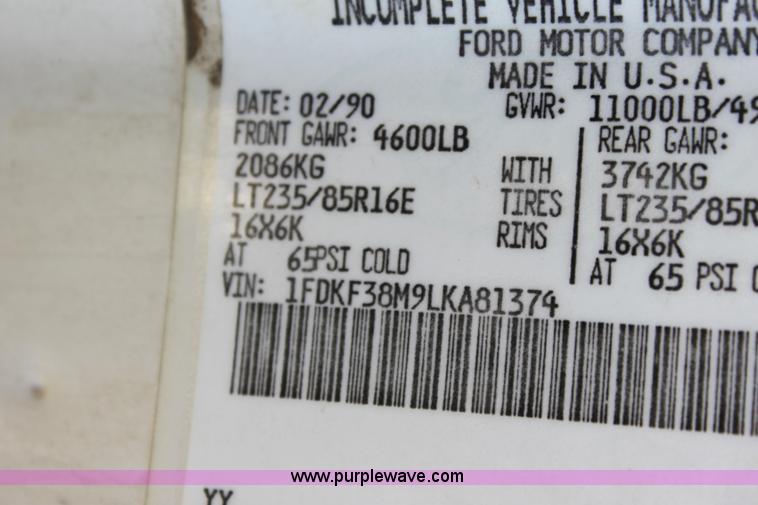 INCOMPLETE VEHICLE MANUFAC
FORD MOTOR COMPANY
MADE IN U.S.A.
DATE: 02/90 GVWR: 11000LB/49
FRONT GAWR: 4600LB REAR GAWR:
2086KG WITH 3742KG
LT235/85R16E TIRES LT235/85R
16X6K RIMS 16X6K
AT 65PSI COLD AT 65 PSI
VIN: 1FDKF38M9LKA81374
www.purplewave.com
XX